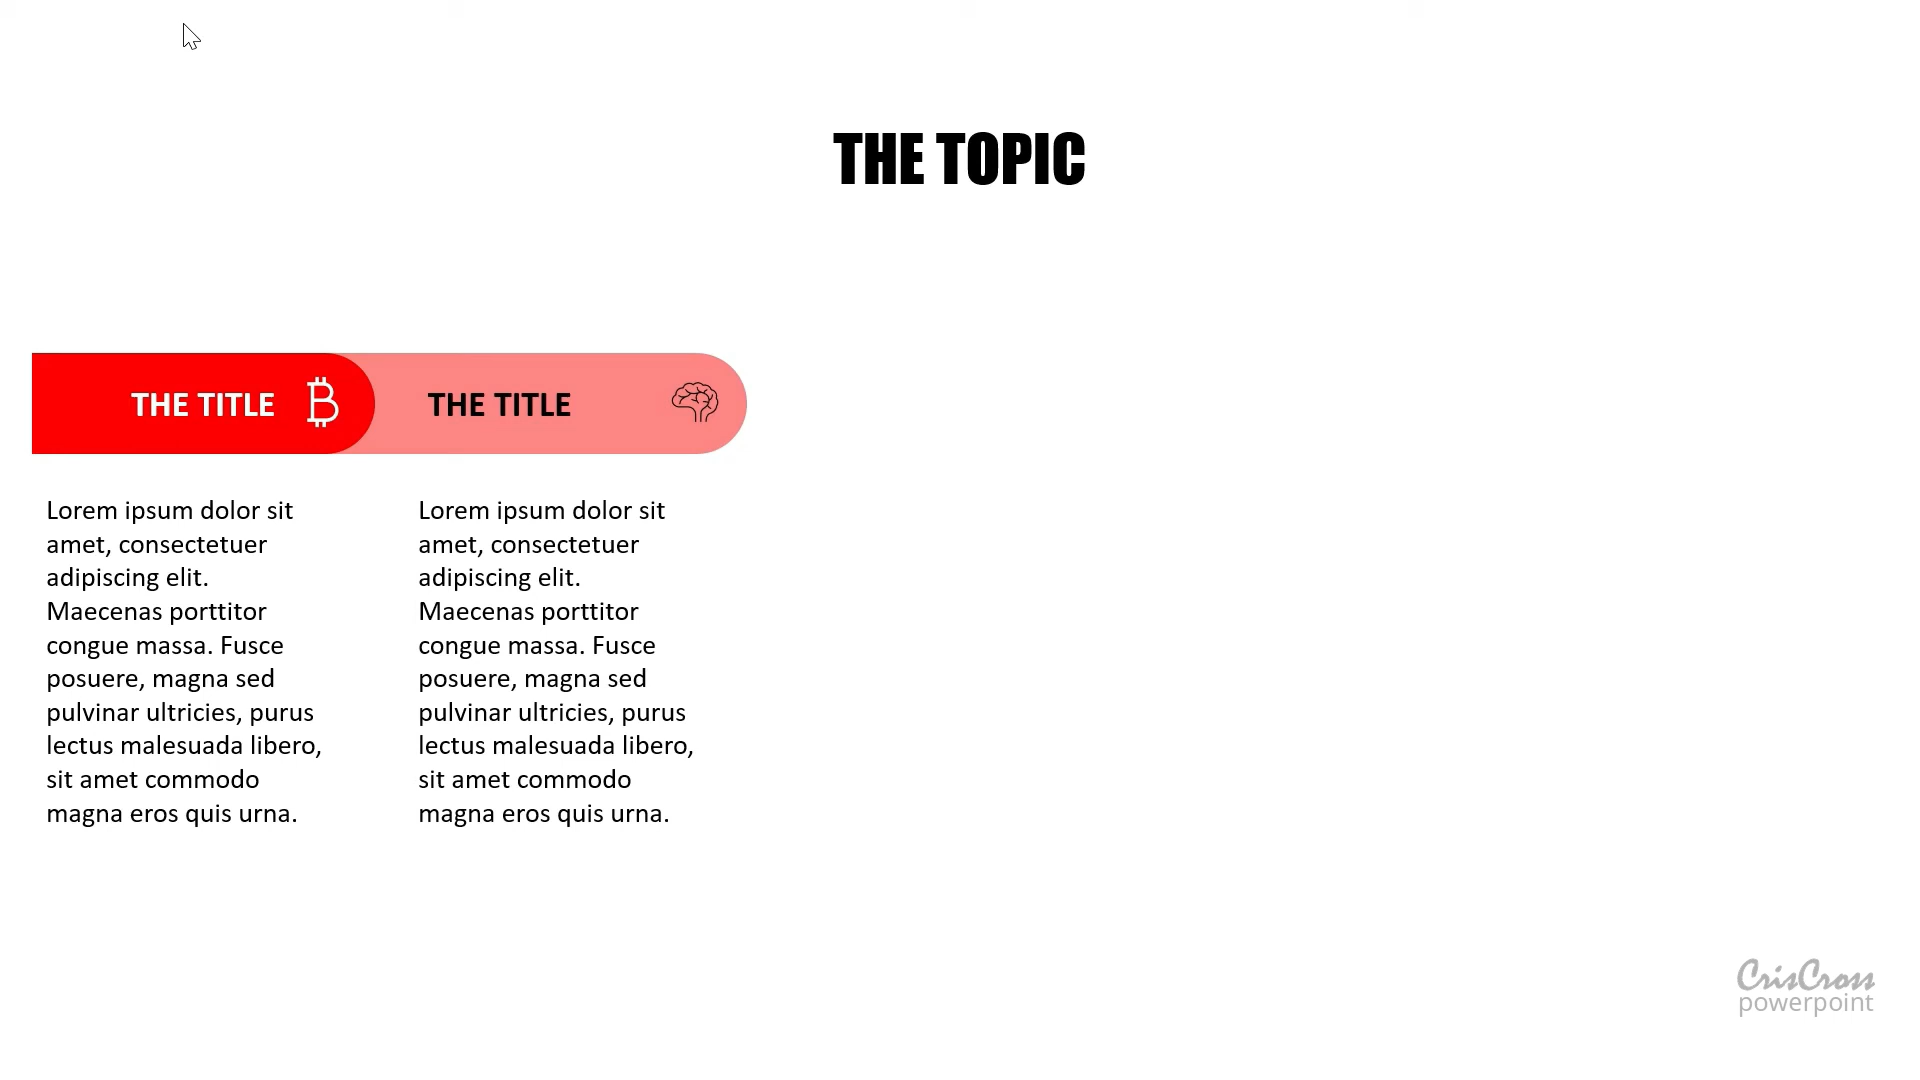 THE TOPIC
THE TITLE
Lorem ipsum dolor sit
amet, consectetuer
adipiscing elit.
Maecenas porttitor
congue massa. Fusce
posuere, magna sed
pulvinar ultricies, purus
lectus malesuada libero,
sit amet commodo
magna eros quis urna.
THE TITLE
Lorem ipsum dolor sit
amet, consectetuer
adipiscing elit.
Maecenas porttitor
congue massa. Fusce
posuere, magna sed
pulvinar ultricies, purus
lectus malesuada libero,
sit amet commodo
magna eros quis urna.
CrisCross
powerpoint